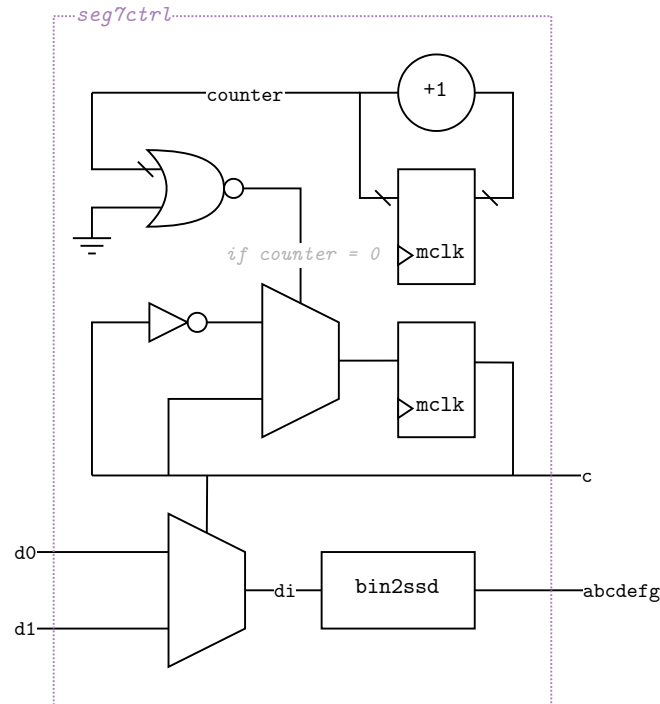 seg7ctrl
+1
counter
mclk
if counter = 0
mclk
c
d0
di
bin2ssd
abcdefg
d1